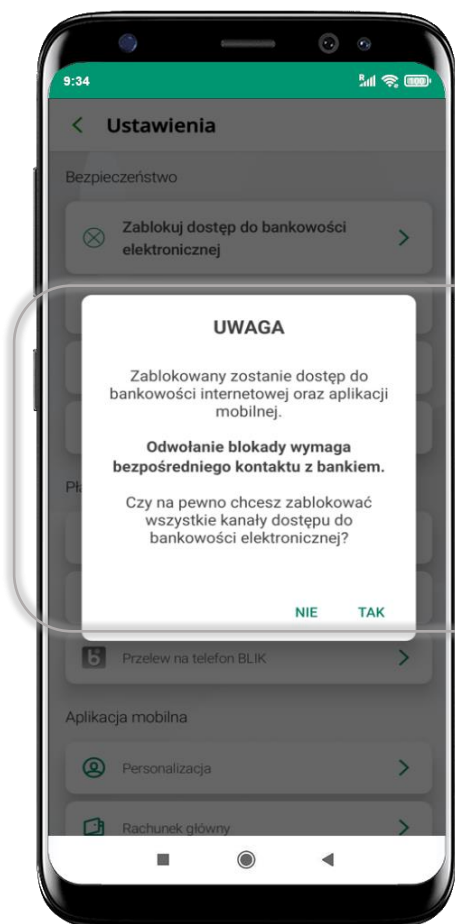 9:34
100
Ustawienia
Bezpieczeństwo
Zablokuj dostęp do bankowości
elektronicznej
UWAGA
Zablokowany zostanie dostęp do
bankowości internetowej oraz aplikacji
mobilnej.
Odwołanie blokady wymaga
bezpośredniego kontaktu z bankiem.
Czy na pewno chcesz zablokować
wszystkie kanały dostępu do
bankowości elektronicznej?
NIE TAK
Przelew na telefon BLIK
Aplikacja mobilna
Personalizacja
Rachunek główny